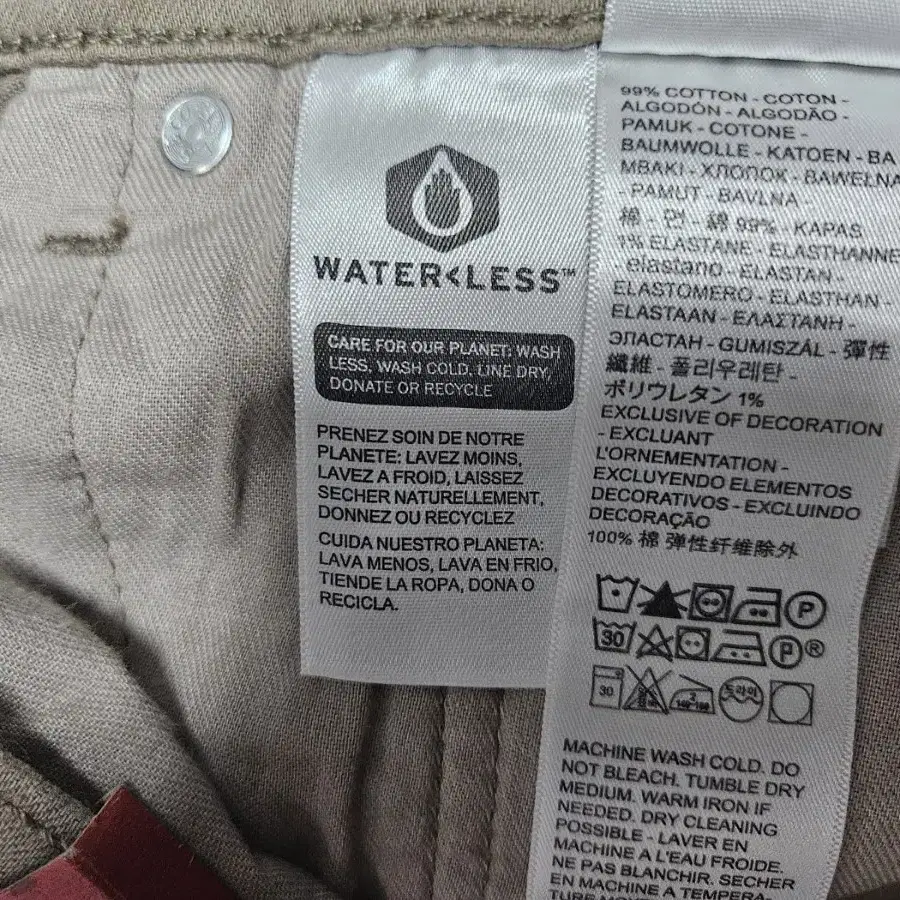 WATER<LESS™
CARE FOR OUR PLANET: WASH
LESS, WASH COLD, LINE DRY,
DONATE OR RECYCLE
PRENEZ SOIN DE NOTRE
PLANETE: LAVEZ MOINS,
LAVEZ A FROID, LAISSEZ
SECHER NATURELLEMENT,
DONNEZ OU RECYCLEZ
CUIDA NUESTRO PLANETA:
LAVA MENOS, LAVA EN FRIO,
TIENDE LA ROPA, DONA O
RECICLA.
99% COTTON - COTON -
ALGODÓN - ALGODÃO -
PAMUK - COTONE -
BAUMWOLLE - KATOEN - BA
MBAKI - ХЛОПОК - BAWEŁNA
- PAMUT - BAVLNA -
棉 - 면 - 綿 99% - KAPAS
1% ELASTANE - ELASTHANNE
- elastano - ELASTAN -
ELASTOMERO - ELASTHAN -
ELASTAAN - ΕΛΑΣΤΑΝΗ -
ЭЛАСТАН - GUMISZÁL - 彈性
纖維 - 폴리우레탄 -
ポリウレタン 1%
EXCLUSIVE OF DECORATION
- EXCLUANT
L'ORNEMENTATION -
EXCLUYENDO ELEMENTOS
DECORATIVOS - EXCLUINDO
DECORAÇÃO
100% 棉 弹性纤维除外
P
30 P ®
30 드라이
MACHINE WASH COLD. DO
NOT BLEACH. TUMBLE DRY
MEDIUM. WARM IRON IF
NEEDED. DRY CLEANING
POSSIBLE - LAVER EN
MACHINE A L'EAU FROIDE.
NE PAS BLANCHIR. SECHER
EN MACHINE A TEMPERA-